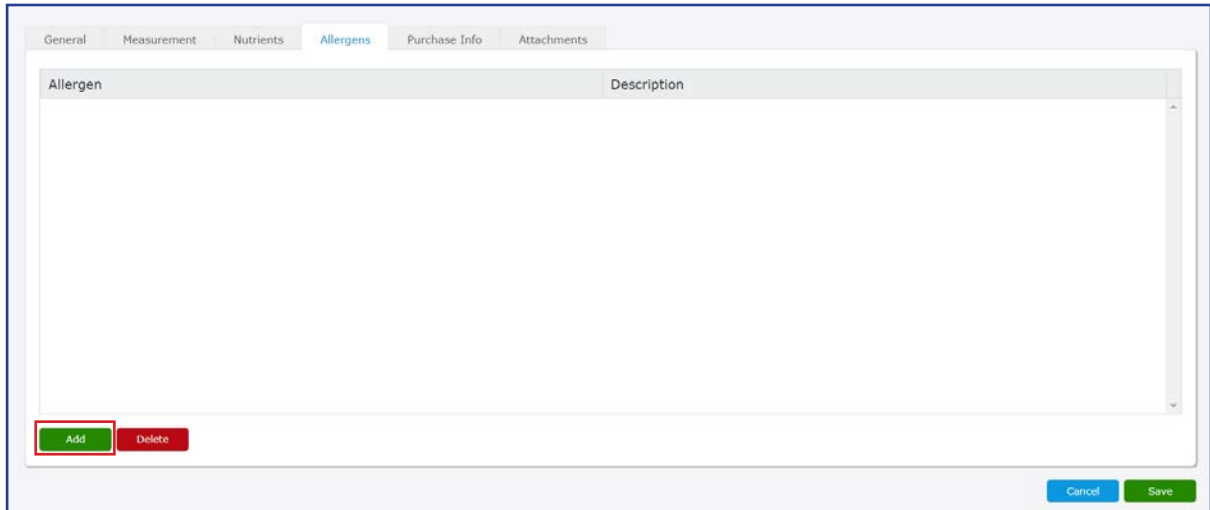 General Measurement Nutrients Allergens Purchase Info Attachments
Allergen Description
Add Delete
Cancel Save